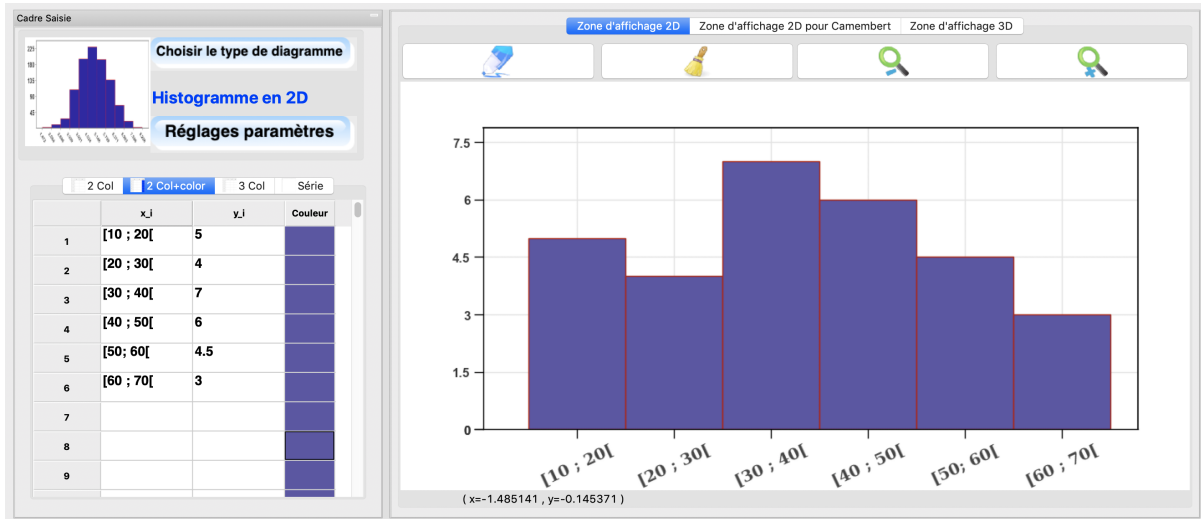 Cadre Saisie
Choisir le type de diagramme
Histogramme en 2D
Réglages paramètres
2 Col 2 Col+color 3 Col Série
x_i y_i Couleur
1 [10 ; 20[ 5
2 [20 ; 30[ 4
3 [30 ; 40[ 7
4 [40 ; 50[ 6
5 [50; 60[ 4.5
6 [60 ; 70[ 3
7
8
9
Zone d'affichage 2D Zone d'affichage 2D pour Camembert Zone d'affichage 3D
7.5
6
4.5
3
1.5
0
[10 ; 20[ [20 ; 30[ [30 ; 40[ [40 ; 50[ [50; 60[ [60 ; 70[
( x=-1.485141 , y=-0.145371 )